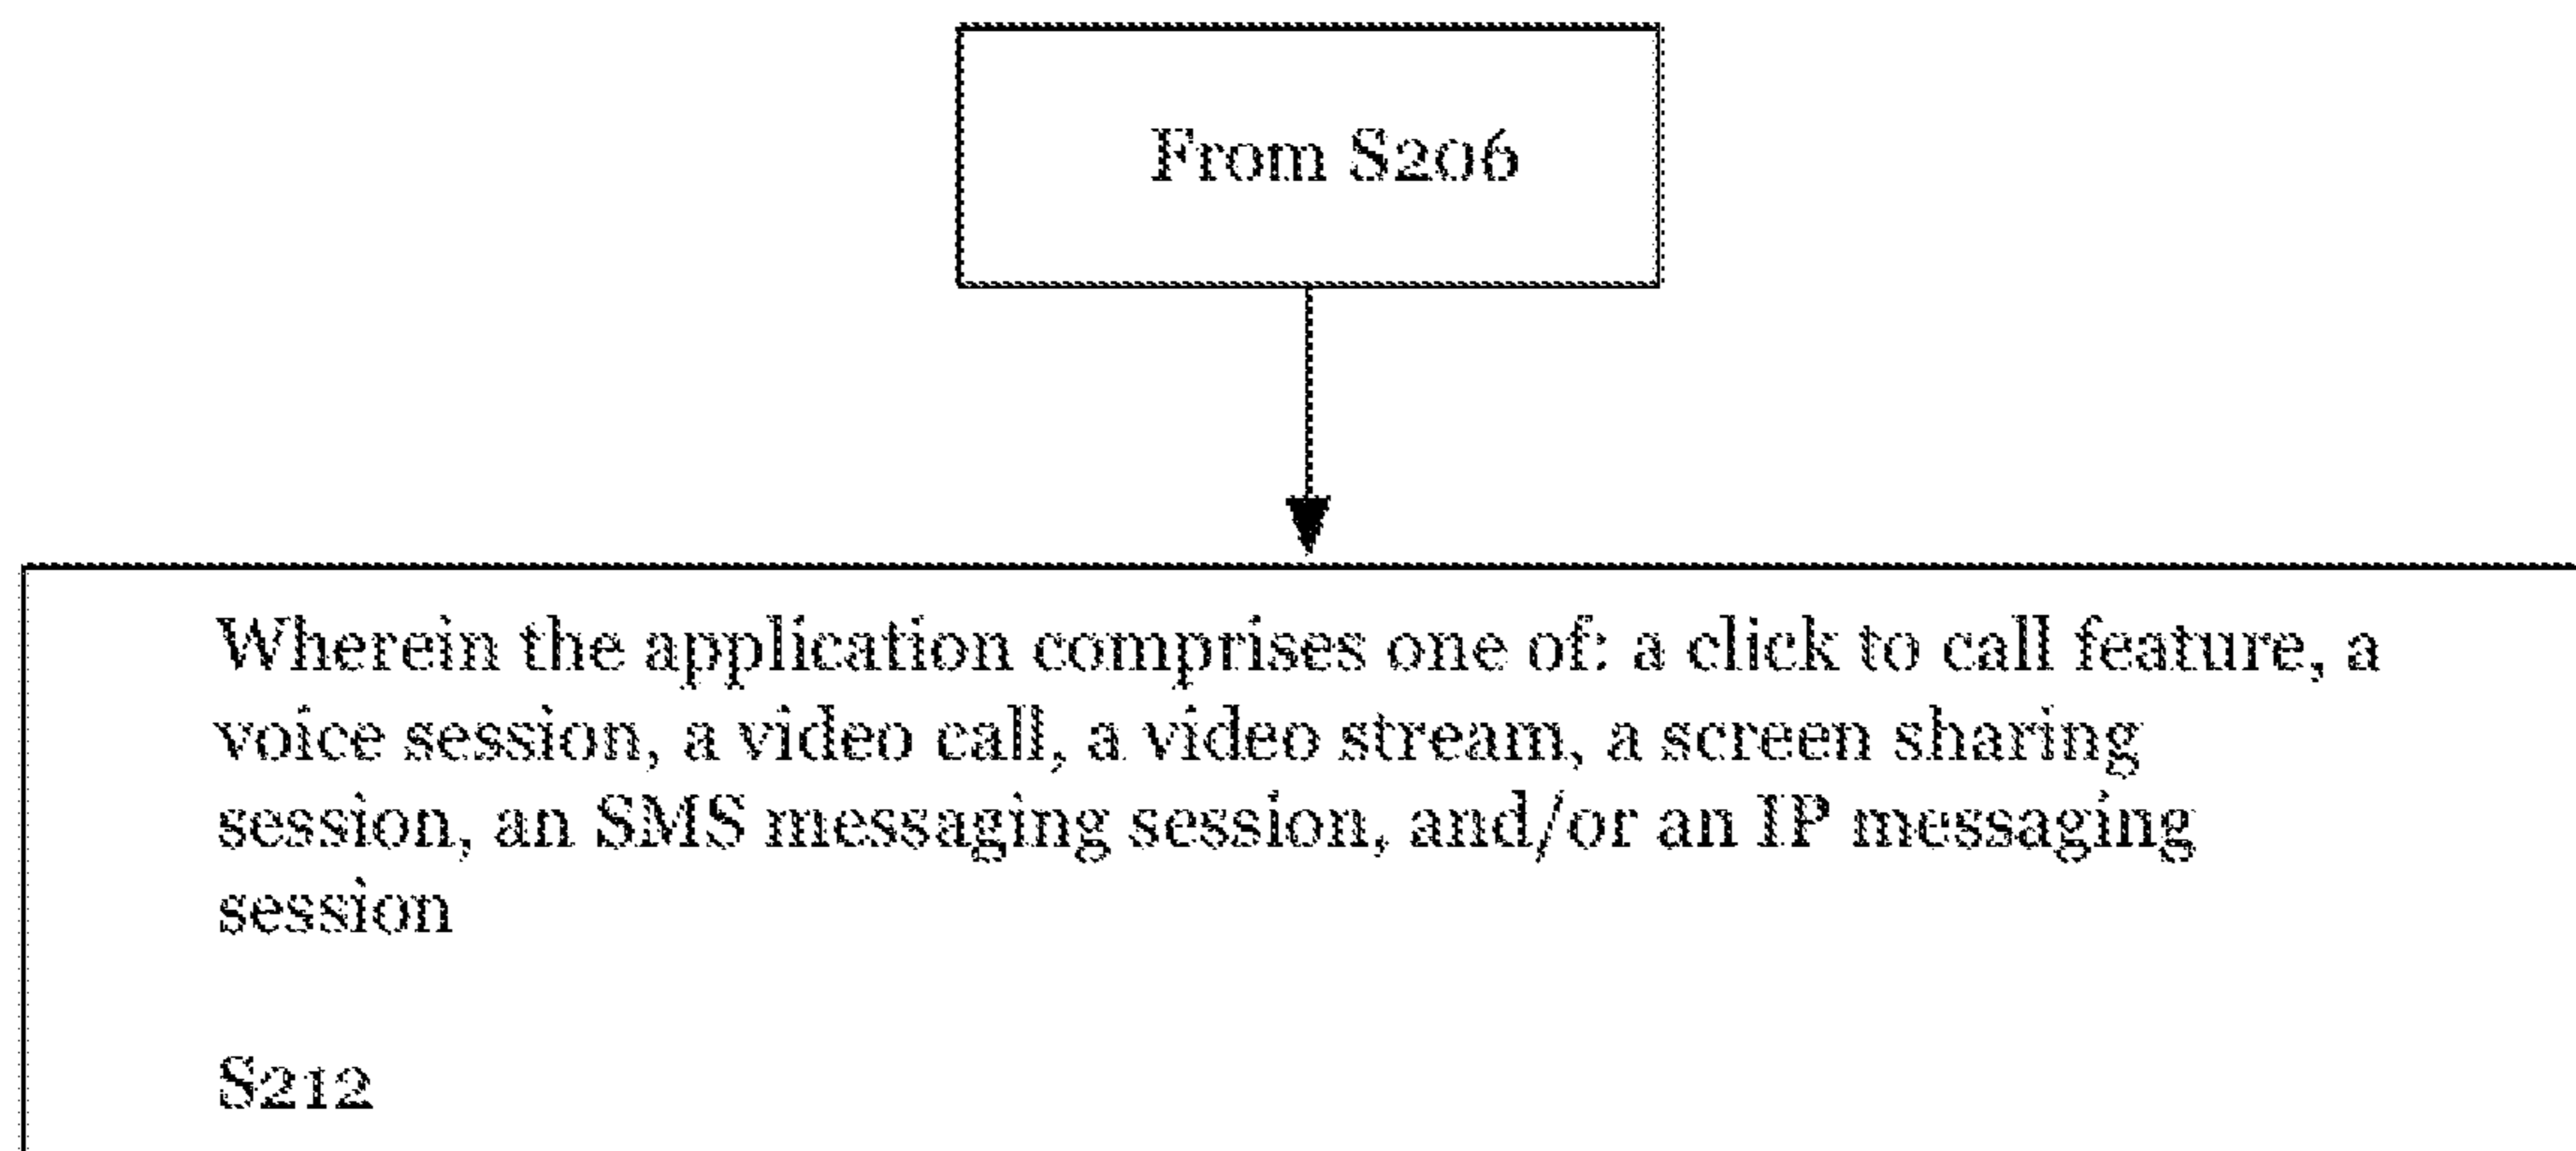 From S206
Wherein the application comprises one of: a click to call feature, a
voice session, a video call, a video stream, a screen sharing
session, an SMS messaging session, and/or an IP messaging
session
S212